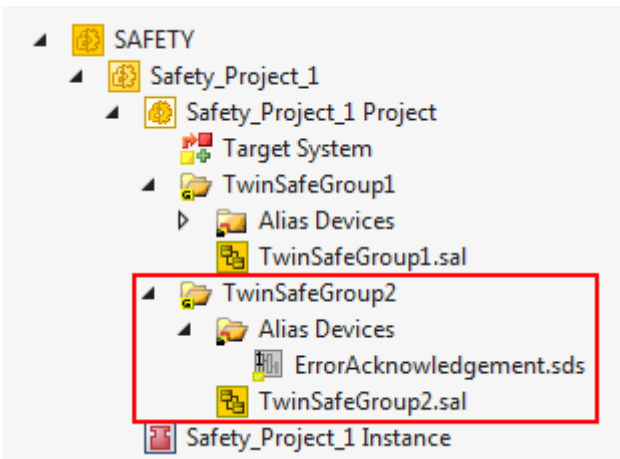 SAFETY
Safety_Project_1
Safety_Project_1 Project
Target System
TwinSafeGroup1
Alias Devices
TwinSafeGroup1.sal
TwinSafeGroup2
Alias Devices
ErrorAcknowledgement.sds
TwinSafeGroup2.sal
Safety_Project_1 Instance